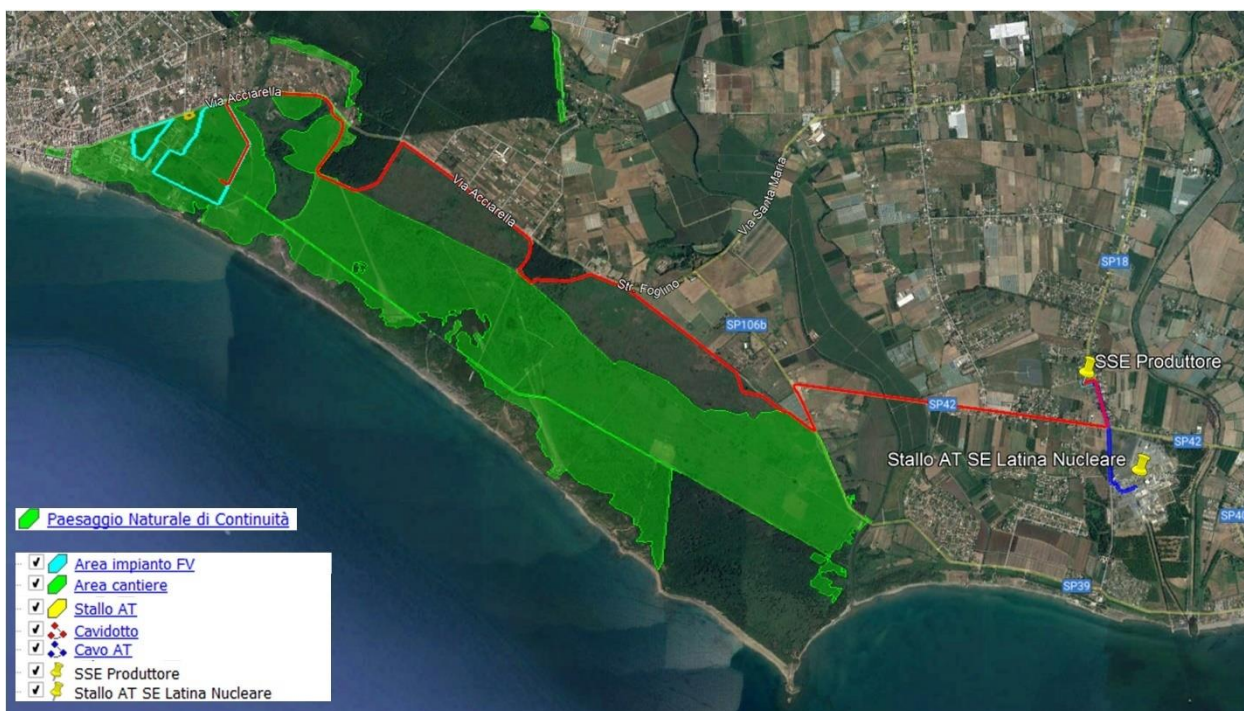 Via Acciarella
Via Acciarella
Via Santa Maria
Str. Foglino
SP18
SP106b
SSE Produttore
SP42
SP42
Stallo AT SE Latina Nucleare
SP39
Paesaggio Naturale di Continuità
Area impianto FV
Area cantiere
Stallo AT
Cavidotto
Cavo AT
SSE Produttore
Stallo AT SE Latina Nucleare